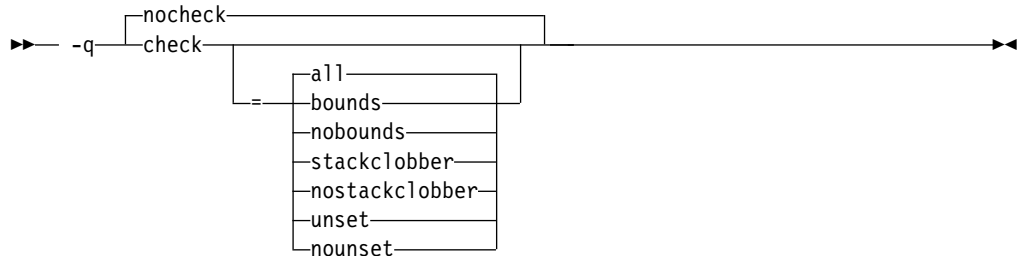 nocheck
-q check
all
= bounds
nobounds
stackclobber
nostackclobber
unset
nounset